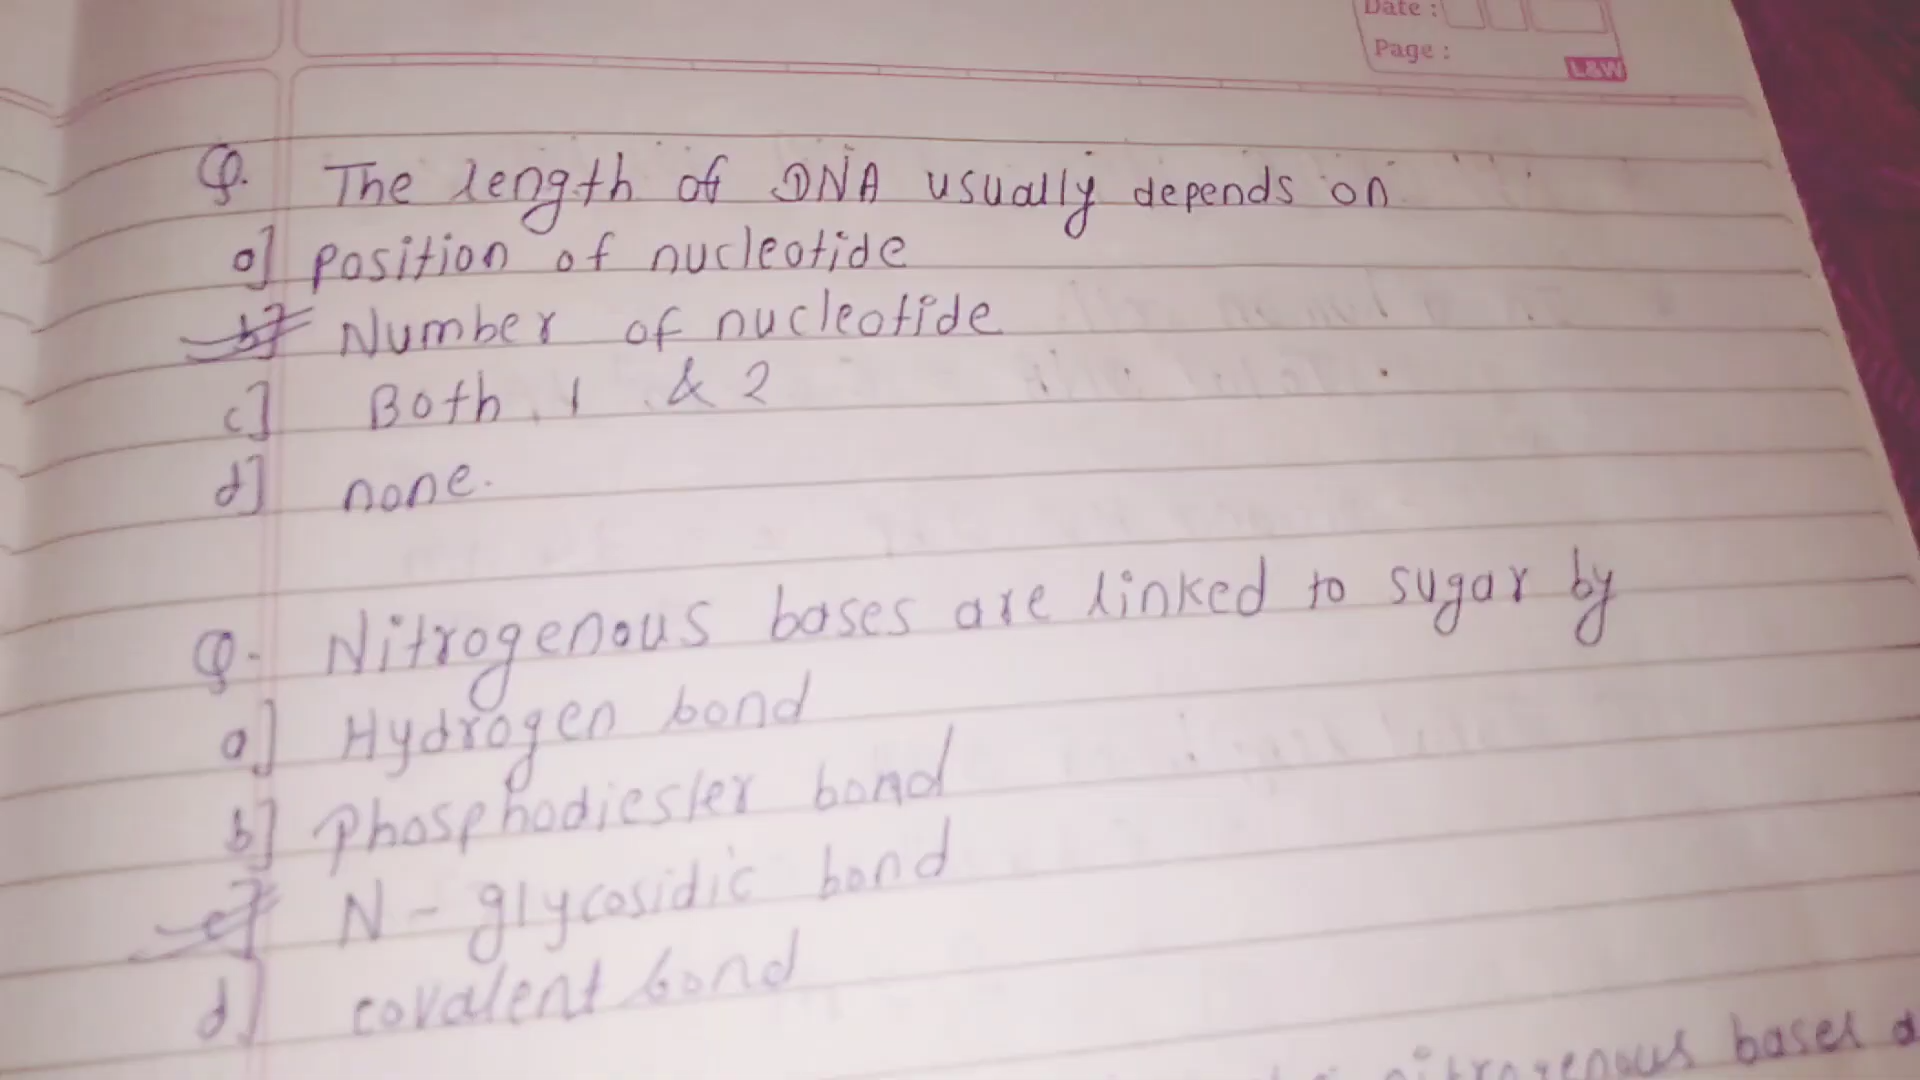 Date :
Page :
L&W
Q. The length of DNA usually depends on
a] position of nucleotide
b] Number of nucleotide
c] Both 1 & 2
d] none.
Q. Nitrogenous bases are linked to sugar by
a] Hydrogen bond
b] Phosphodiester bond
c] N-glycosidic bond
d] covalent bond
nitrogenous bases